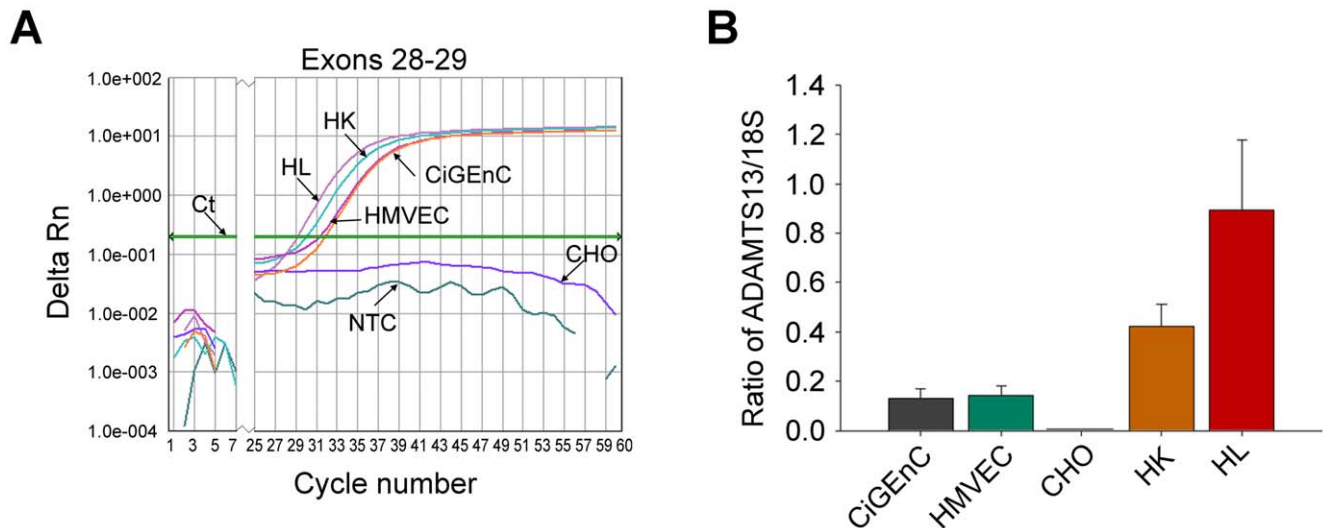 A
Exons 28-29
1.0e+002
1.0e+001
1.0e+000
1.0e-001
1.0e-002
1.0e-003
1.0e-004
Delta Rn
Ct
HL
HK
CiGEnC
HMVEC
CHO
NTC
1 3 5 7 25 27 29 31 33 35 37 39 41 43 45 47 49 51 53 55 57 59 60
Cycle number
B
Ratio of ADAMTS13/18S
1.4
1.2
1.0
0.8
0.6
0.4
0.2
0.0
CiGEnC
HMVEC
CHO
HK
HL